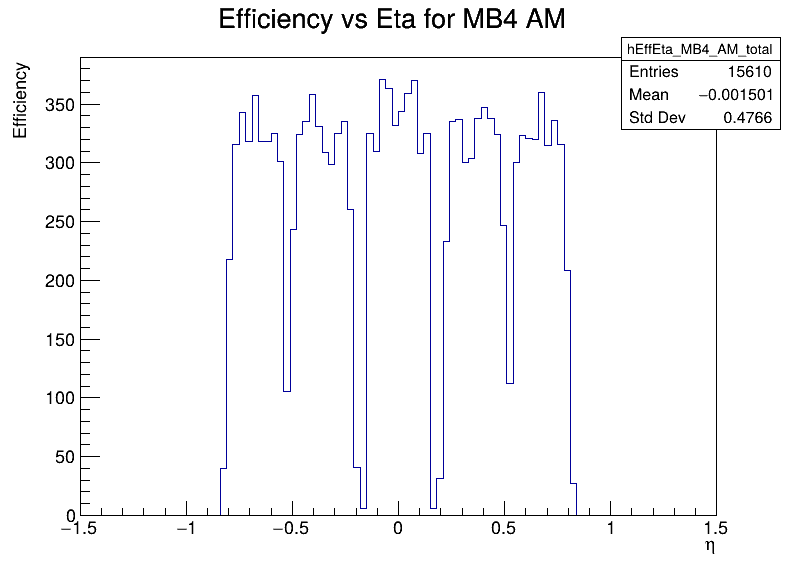 Efficiency vs Eta for MB4 AM
hEffEta_MB4_AM_total
Entries 15610
Mean −0.001501
Std Dev 0.4766
Efficiency
350
300
250
200
150
100
50
0
−1.5 −1 −0.5 0 0.5 1 1.5
η